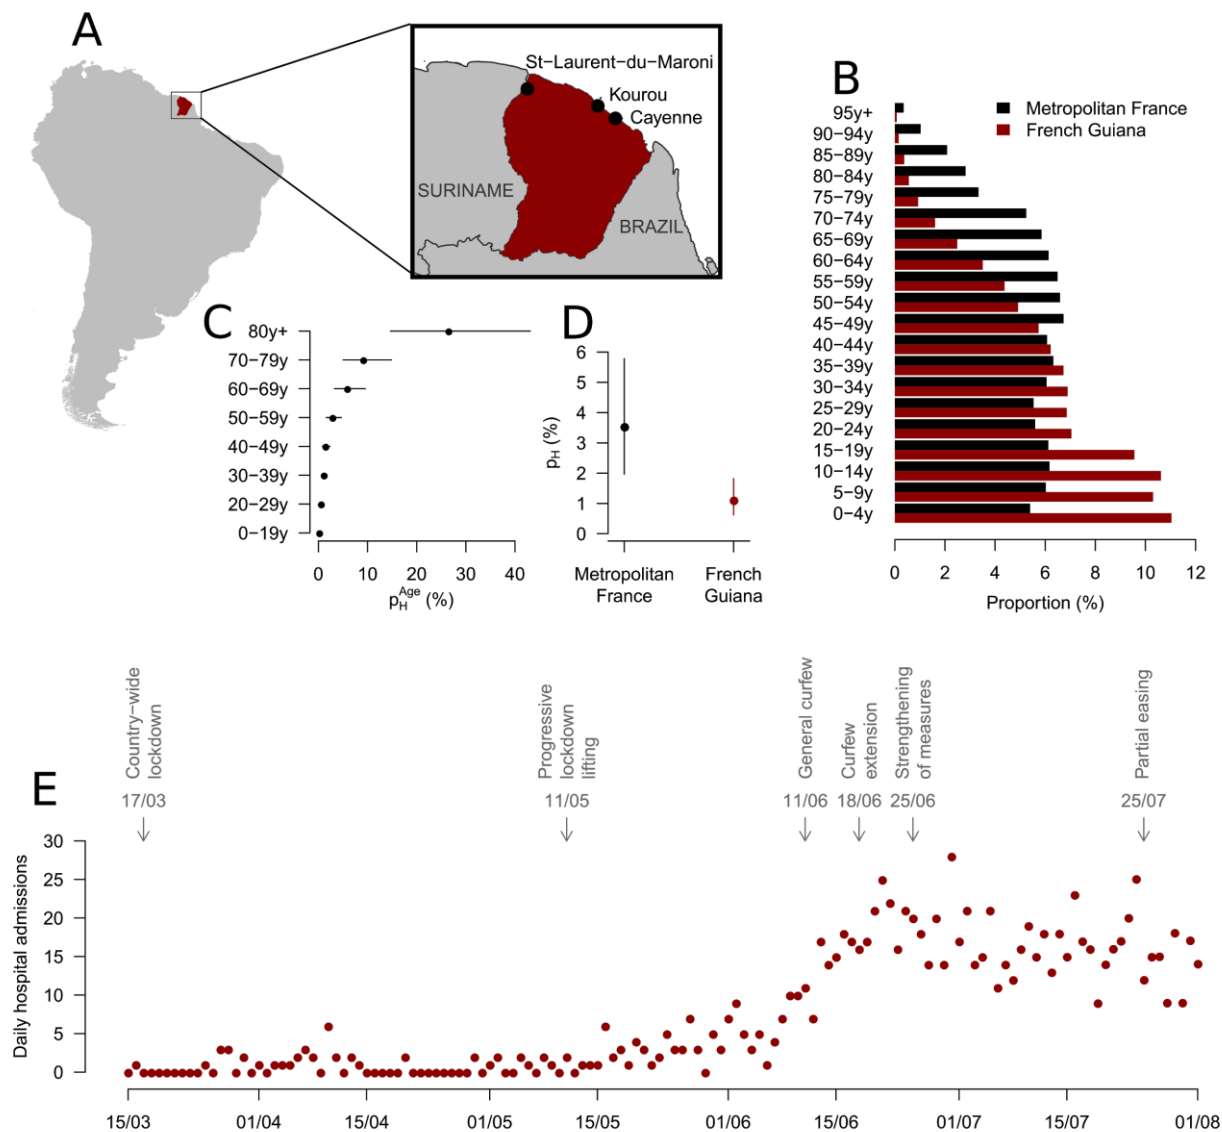 A
St−Laurent−du−Maroni
Kourou
Cayenne
SURINAME
BRAZIL
B
Metropolitan France
French Guiana
95y+
90−94y
85−89y
80−84y
75−79y
70−74y
65−69y
60−64y
55−59y
50−54y
45−49y
40−44y
35−39y
30−34y
25−29y
20−24y
15−19y
10−14y
5−9y
0−4y
0 2 4 6 8 10 12
Proportion (%)
C
80y+
70−79y
60−69y
50−59y
40−49y
30−39y
20−29y
0−19y
0 10 20 30 40
pH Age (%)
D
6
5
4
3
2
1
0
pH (%)
Metropolitan
France
French
Guiana
E
Country−wide
lockdown
17/03
Progressive
lockdown
lifting
11/05
General curfew
11/06
Curfew
extension
18/06
Strengthening
of measures
25/06
Partial easing
25/07
Daily hospital admissions
30
25
20
15
10
5
0
15/03 01/04 15/04 01/05 15/05 01/06 15/06 01/07 15/07 01/08